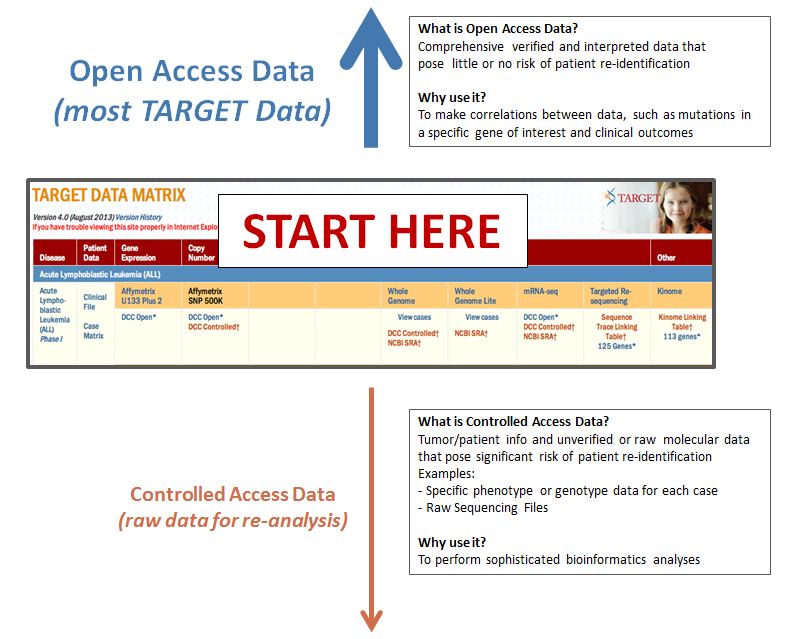 Open Access Data
(most TARGET Data)
What is Open Access Data?
Comprehensive verified and interpreted data that
pose little or no risk of patient re-identification
Why use it?
To make correlations between data, such as mutations in
a specific gene of interest and clinical outcomes
TARGET DATA MATRIX
Version 4.0 (August 2013) Version History
If you have trouble viewing this site properly in Internet Explo
START HERE
TARGET
Disease
Patient
Data
Gene
Expression
Copy
Number
Other
Acute Lymphoblastic Leukemia (ALL)
Acute
Lympho-
blastic
Leukemia
(ALL)
Phase I
Clinical
File
Case
Matrix
Affymetrix
U133 Plus 2
DCC Open*
Affymetrix
SNP 500K
DCC Open*
DCC Controlled†
Whole
Genome
View cases
DCC Controlled†
NCBI SRA†
Whole
Genome Lite
View cases
NCBI SRA†
mRNA-seq
DCC Open*
DCC Controlled†
NCBI SRA†
Targeted Re-
sequencing
Sequence
Trace Linking
Table†
125 Genes*
Kinome
Kinome Linking
Table†
113 genes*
Controlled Access Data
(raw data for re-analysis)
What is Controlled Access Data?
Tumor/patient info and unverified or raw molecular data
that pose significant risk of patient re-identification
Examples:
- Specific phenotype or genotype data for each case
- Raw Sequencing Files
Why use it?
To perform sophisticated bioinformatics analyses